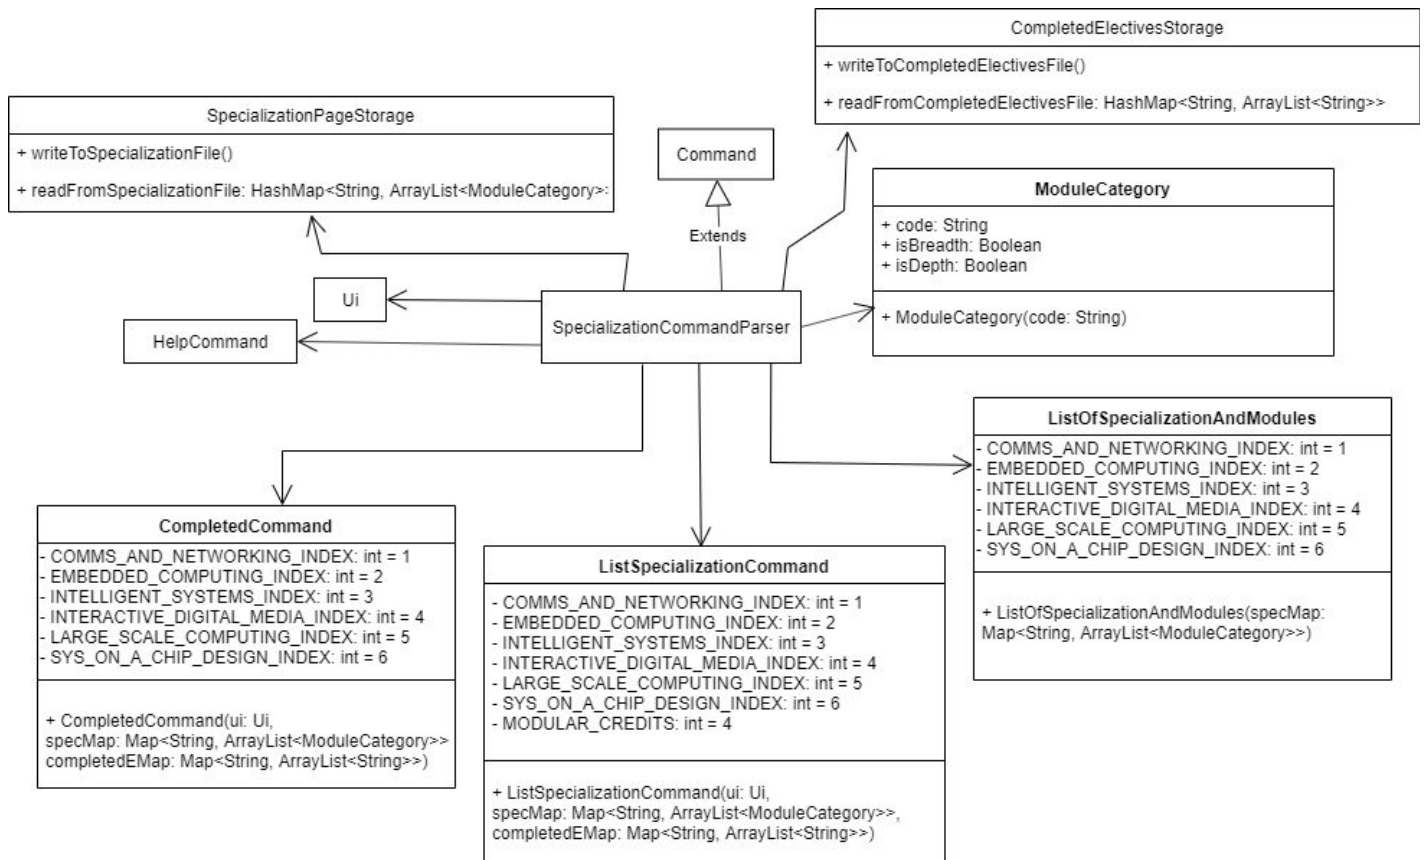 CompletedElectivesStorage
+ writeToCompletedElectivesFile()
+ readFromCompletedElectivesFile: HashMap<String, ArrayList<String>>
SpecializationPageStorage
+ writeToSpecializationFile()
+ readFromSpecializationFile: HashMap<String, ArrayList<ModuleCategory>:
Command
Extends
ModuleCategory
+ code: String
+ isBreadth: Boolean
+ isDepth: Boolean
+ ModuleCategory(code: String)
Ui
HelpCommand
SpecializationCommandParser
ListOfSpecializationAndModules
- COMMS_AND_NETWORKING_INDEX: int = 1
- EMBEDDED_COMPUTING_INDEX: int = 2
- INTELLIGENT_SYSTEMS_INDEX: int = 3
- INTERACTIVE_DIGITAL_MEDIA_INDEX: int = 4
- LARGE_SCALE_COMPUTING_INDEX: int = 5
- SYS_ON_A_CHIP_DESIGN_INDEX: int = 6
+ ListOfSpecializationAndModules(specMap:
Map<String, ArrayList<ModuleCategory>>)
CompletedCommand
- COMMS_AND_NETWORKING_INDEX: int = 1
- EMBEDDED_COMPUTING_INDEX: int = 2
- INTELLIGENT_SYSTEMS_INDEX: int = 3
- INTERACTIVE_DIGITAL_MEDIA_INDEX: int = 4
- LARGE_SCALE_COMPUTING_INDEX: int = 5
- SYS_ON_A_CHIP_DESIGN_INDEX: int = 6
+ CompletedCommand(ui: Ui,
specMap: Map<String, ArrayList<ModuleCategory>>
completedEMap: Map<String, ArrayList<String>>)
ListSpecializationCommand
- COMMS_AND_NETWORKING_INDEX: int = 1
- EMBEDDED_COMPUTING_INDEX: int = 2
- INTELLIGENT_SYSTEMS_INDEX: int = 3
- INTERACTIVE_DIGITAL_MEDIA_INDEX: int = 4
- LARGE_SCALE_COMPUTING_INDEX: int = 5
- SYS_ON_A_CHIP_DESIGN_INDEX: int = 6
- MODULAR_CREDITS: int = 4
+ ListSpecializationCommand(ui: Ui,
specMap: Map<String, ArrayList<ModuleCategory>>,
completedEMap: Map<String, ArrayList<String>>)